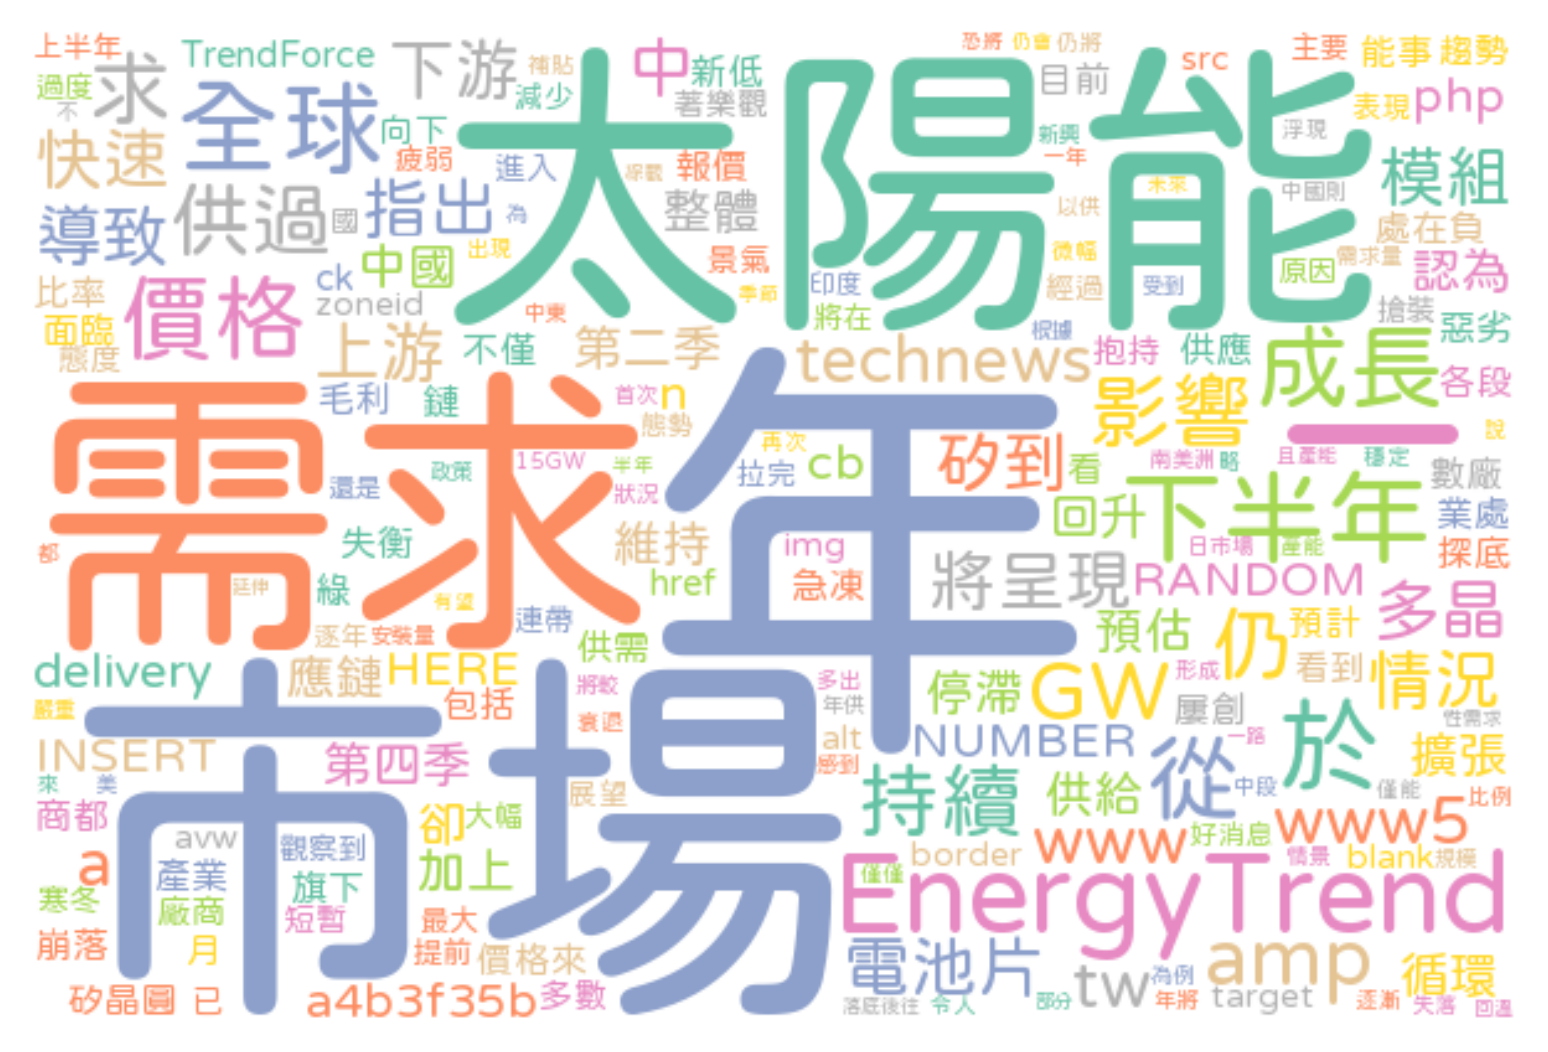 上半年 TrendForce 下游 補貼 中 新低 恐將 仍會 仍將 src 主要 能事 趨勢
過度 求 全球 減少 著樂觀 太陽能 目前 表現 php
不 向下 新興 浮現
快速 疲弱 進入 報價 一年 模組
供過 指出 為 整體 未來 中國則
導致 國 以供 處在負
中國 出現 景氣 微幅 需求量 認為
比率 價格 ck 季節 印度 經過 受到 原因
面臨 zoneid 中東 將在 根據 搶裝 惡劣
態度 上游 不僅 第二季 technews 抱持 供應 成長 各段
需求 毛利 鏈 首次 n 年 影響 一
態勢 再次 矽到 說
政策 15GW 半年 拉完 cb 看 南美洲 略 且產能 穩定 數廠
還是 狀況 回升 下半年 業處
都 失衡 維持 img 日市場 產能 探底
延伸 綠 有望 href 急凍 將呈現 RANDOM 多晶
逐年 安裝量 連帶 供需 預估 仍 預計
delivery 應鏈 HERE 將較 多出 停滯 GW 形成 看到 情況
嚴重 市場 包括 衰退 年供 屢創 性需求
INSERT 第四季 alt NUMBER 從 一路 於 擴張
來 美 展望 感到 持續 供給 中段 僅能 比例
商都 卻 大幅 www 好消息 www5
a avw 觀察到 加上 border 情景 blank 規模
寒冬 產業 旗下 僅僅 EnergyTrend
廠商 短暫 最大
崩落 月 提前 價格來 電池片 tw 為例 amp 循環
矽晶圓 已 a4b3f35b 多數 落底後往 令人 部分 年將 target 逐漸 失落 回溫